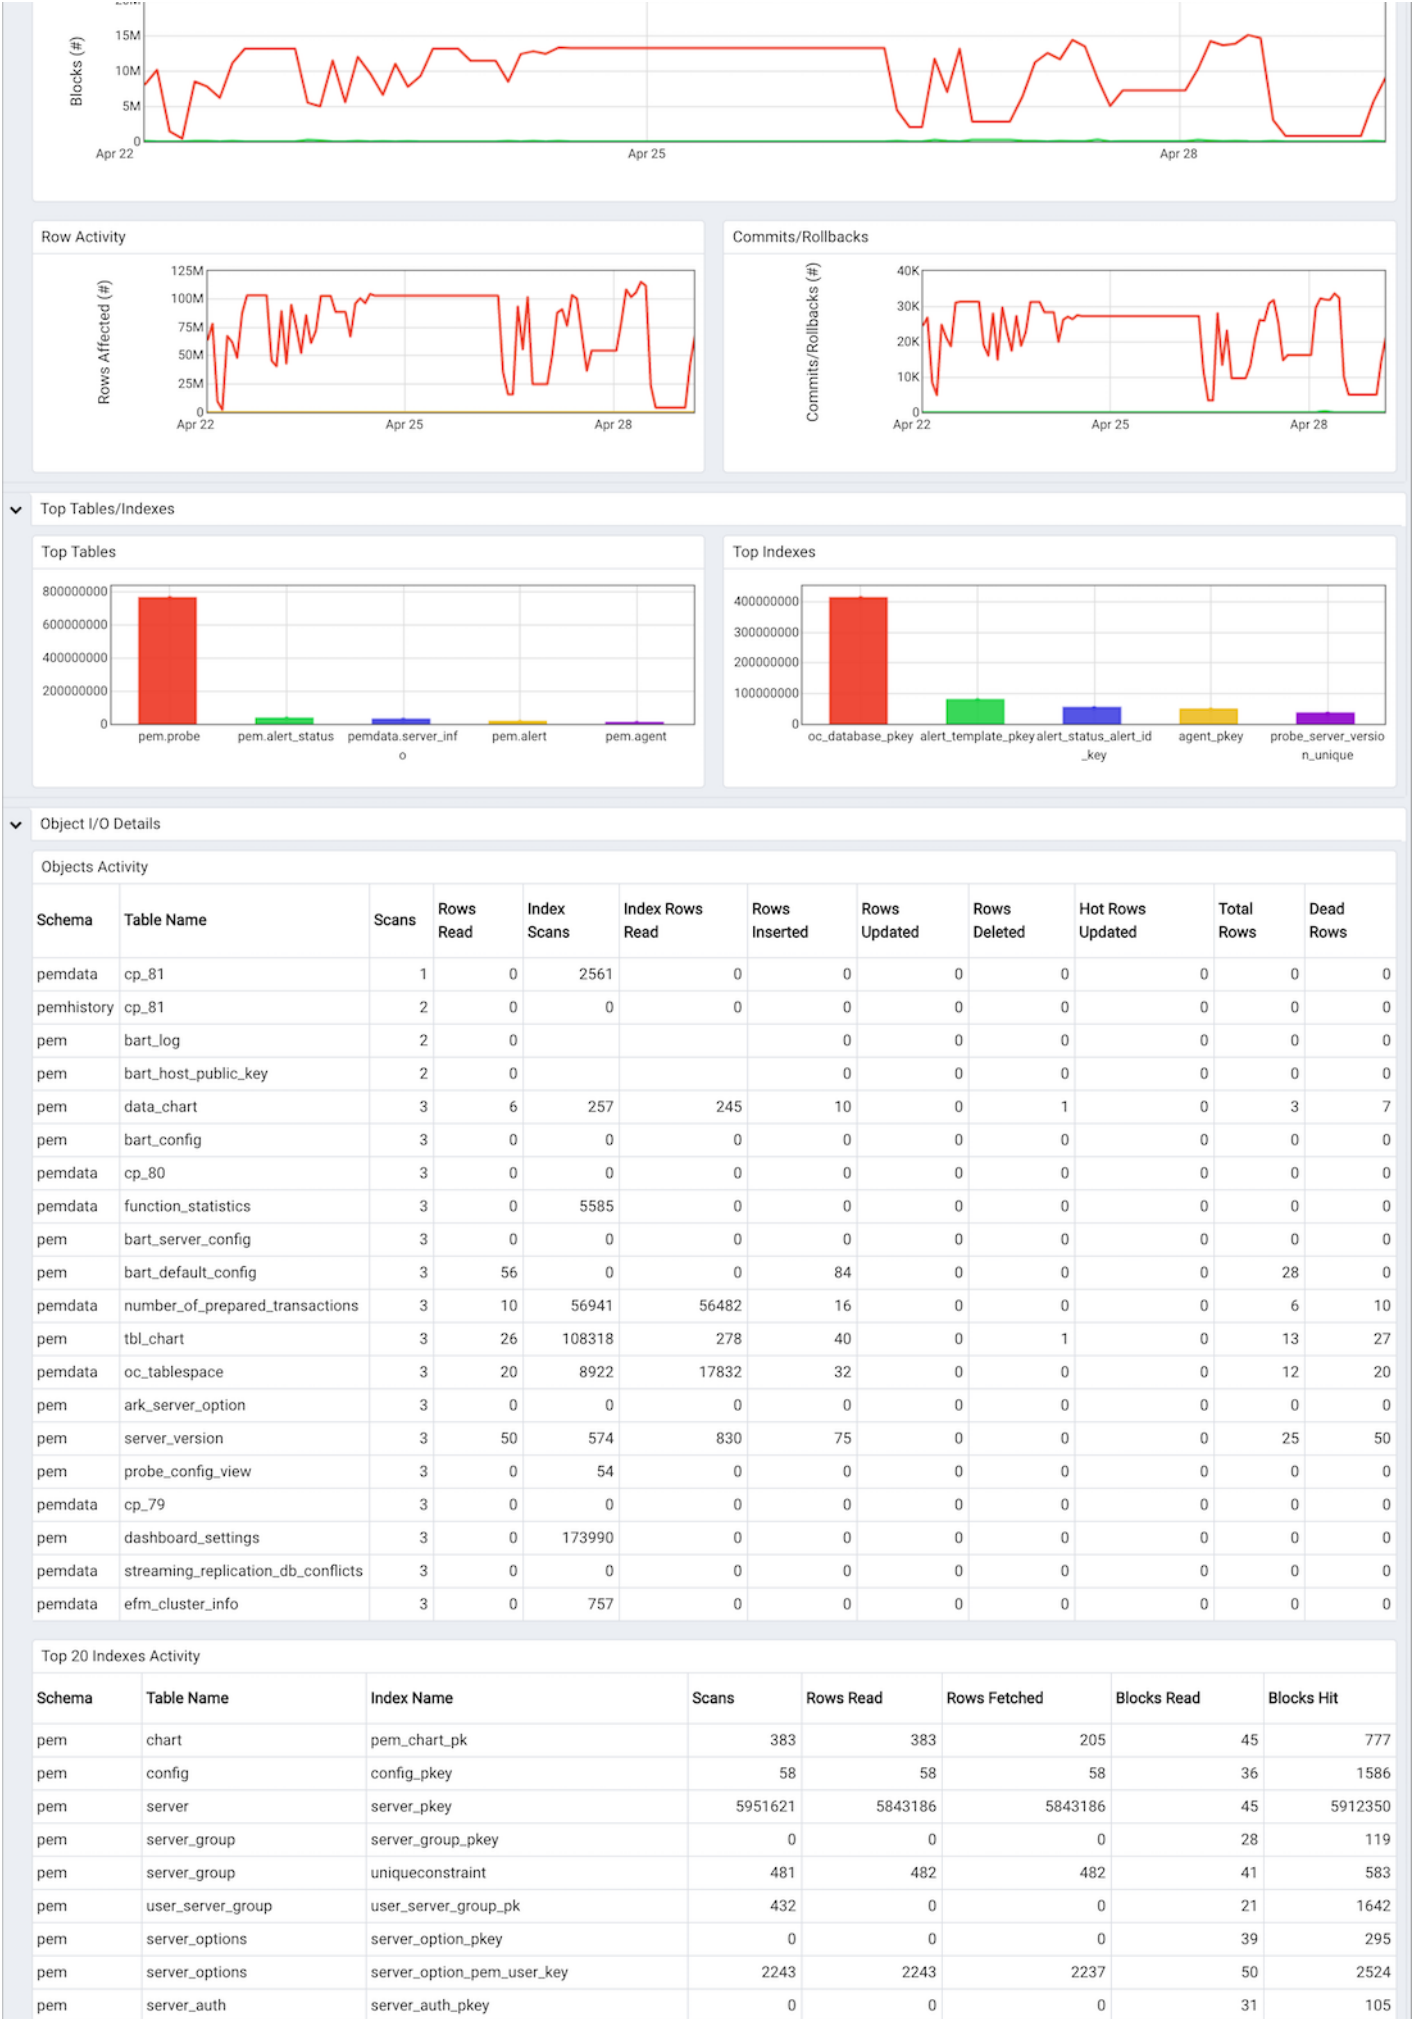 15M
10M
5M
0
Blocks (#)
Apr 22 Apr 25 Apr 28
Row Activity
125M
100M
75M
50M
25M
0
Rows Affected (#)
Apr 22 Apr 25 Apr 28
Commits/Rollbacks
40K
30K
20K
10K
0
Commits/Rollbacks (#)
Apr 22 Apr 25 Apr 28
Top Tables/Indexes
Top Tables
800000000
600000000
400000000
200000000
0
pem.probe pem.alert_status pemdata.server_inf pem.alert pem.agent
o
Top Indexes
400000000
300000000
200000000
100000000
0
oc_database_pkey alert_template_pkey alert_status_alert_id agent_pkey probe_server_versio
_key n_unique
Object I/O Details
Objects Activity
Schema Table Name Scans Rows Read Index Scans Index Rows Read Rows Inserted Rows Updated Rows Deleted Hot Rows Updated Total Rows Dead Rows
pemdata cp_81 1 0 2561 0 0 0 0 0 0 0
pemhistory cp_81 2 0 0 0 0 0 0 0 0 0
pem bart_log 2 0 0 0 0 0 0 0
pem bart_host_public_key 2 0 0 0 0 0 0 0
pem data_chart 3 6 257 245 10 0 1 0 3 7
pem bart_config 3 0 0 0 0 0 0 0 0 0
pemdata cp_80 3 0 0 0 0 0 0 0 0 0
pemdata function_statistics 3 0 5585 0 0 0 0 0 0 0
pem bart_server_config 3 0 0 0 0 0 0 0 0 0
pem bart_default_config 3 56 0 0 84 0 0 0 28 0
pemdata number_of_prepared_transactions 3 10 56941 56482 16 0 0 0 6 10
pem tbl_chart 3 26 108318 278 40 0 1 0 13 27
pemdata oc_tablespace 3 20 8922 17832 32 0 0 0 12 20
pem ark_server_option 3 0 0 0 0 0 0 0 0 0
pem server_version 3 50 574 830 75 0 0 0 25 50
pem probe_config_view 3 0 54 0 0 0 0 0 0 0
pemdata cp_79 3 0 0 0 0 0 0 0 0 0
pem dashboard_settings 3 0 173990 0 0 0 0 0 0 0
pemdata streaming_replication_db_conflicts 3 0 0 0 0 0 0 0 0 0
pemdata efm_cluster_info 3 0 757 0 0 0 0 0 0 0
Top 20 Indexes Activity
Schema Table Name Index Name Scans Rows Read Rows Fetched Blocks Read Blocks Hit
pem chart pem_chart_pk 383 383 205 45 777
pem config config_pkey 58 58 58 36 1586
pem server server_pkey 5951621 5843186 5843186 45 5912350
pem server_group server_group_pkey 0 0 0 28 119
pem server_group uniqueconstraint 481 482 482 41 583
pem user_server_group user_server_group_pk 432 0 0 21 1642
pem server_options server_option_pkey 0 0 0 39 295
pem server_options server_option_pem_user_key 2243 2243 2237 50 2524
pem server_auth server_auth_pkey 0 0 0 31 105